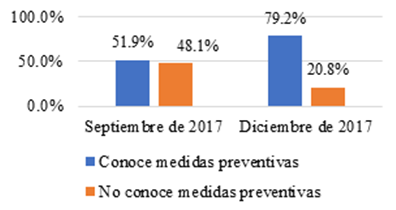 100.0%
79.2%
51.9% 48.1%
50.0%
20.8%
0.0%
Septiembre de 2017 Diciembre de 2017
Conoce medidas preventivas
No conoce medidas preventivas